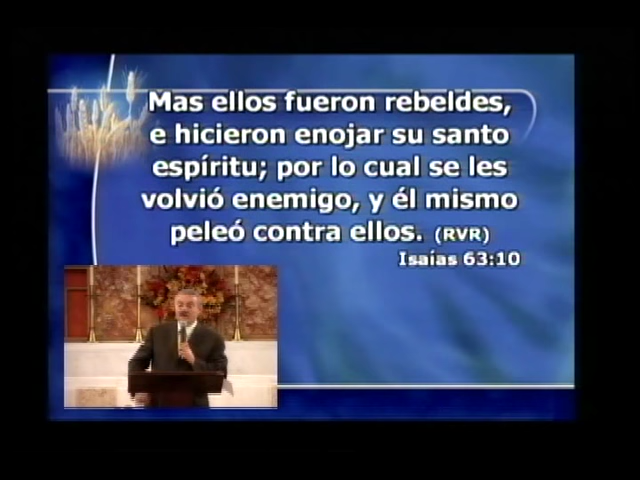 Mas ellos fueron rebeldes,
e hicieron enojar su santo
espíritu; por lo cual se les
volvió enemigo, y él mismo
peleó contra ellos. (RVR)
Isaías 63:10